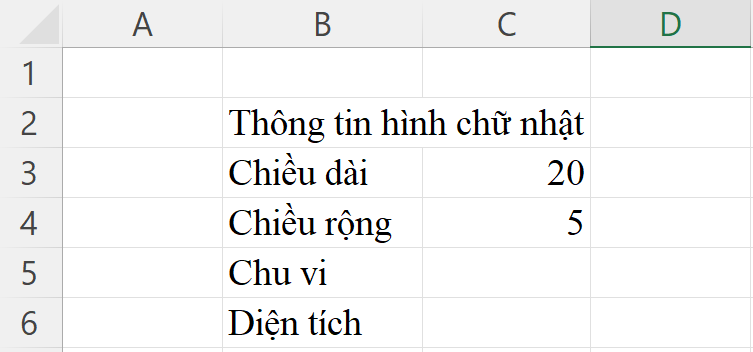 A B C D
1
2 Thông tin hình chữ nhật
3 Chiều dài 20
4 Chiều rộng 5
5 Chu vi
6 Diện tích